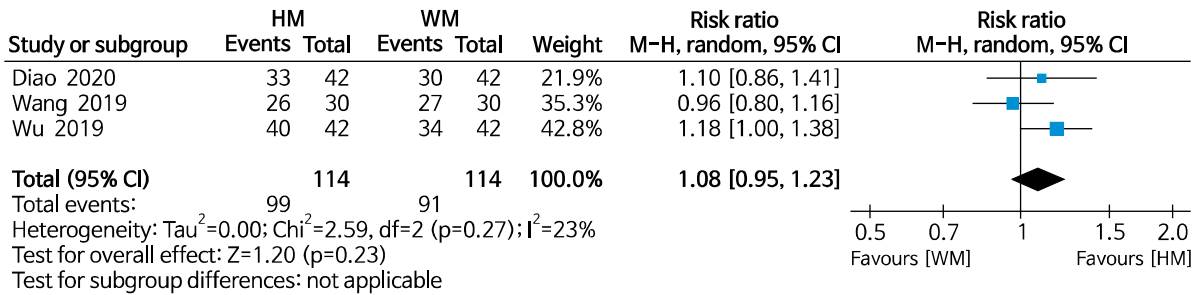 HM WM Risk ratio Risk ratio
Study or subgroup Events Total Events Total Weight M-H, random, 95% CI M-H, random, 95% CI
Diao 2020 33 42 30 42 21.9% 1.10 [0.86, 1.41]
Wang 2019 26 30 27 30 35.3% 0.96 [0.80, 1.16]
Wu 2019 40 42 34 42 42.8% 1.18 [1.00, 1.38]
Total (95% CI) 114 114 100.0% 1.08 [0.95, 1.23]
Total events: 99 91
Heterogeneity: Tau²=0.00; Chi²=2.59, df=2 (p=0.27); I²=23%
Test for overall effect: Z=1.20 (p=0.23)
Test for subgroup differences: not applicable
0.5 0.7 1 1.5 2.0
Favours [WM] Favours [HM]